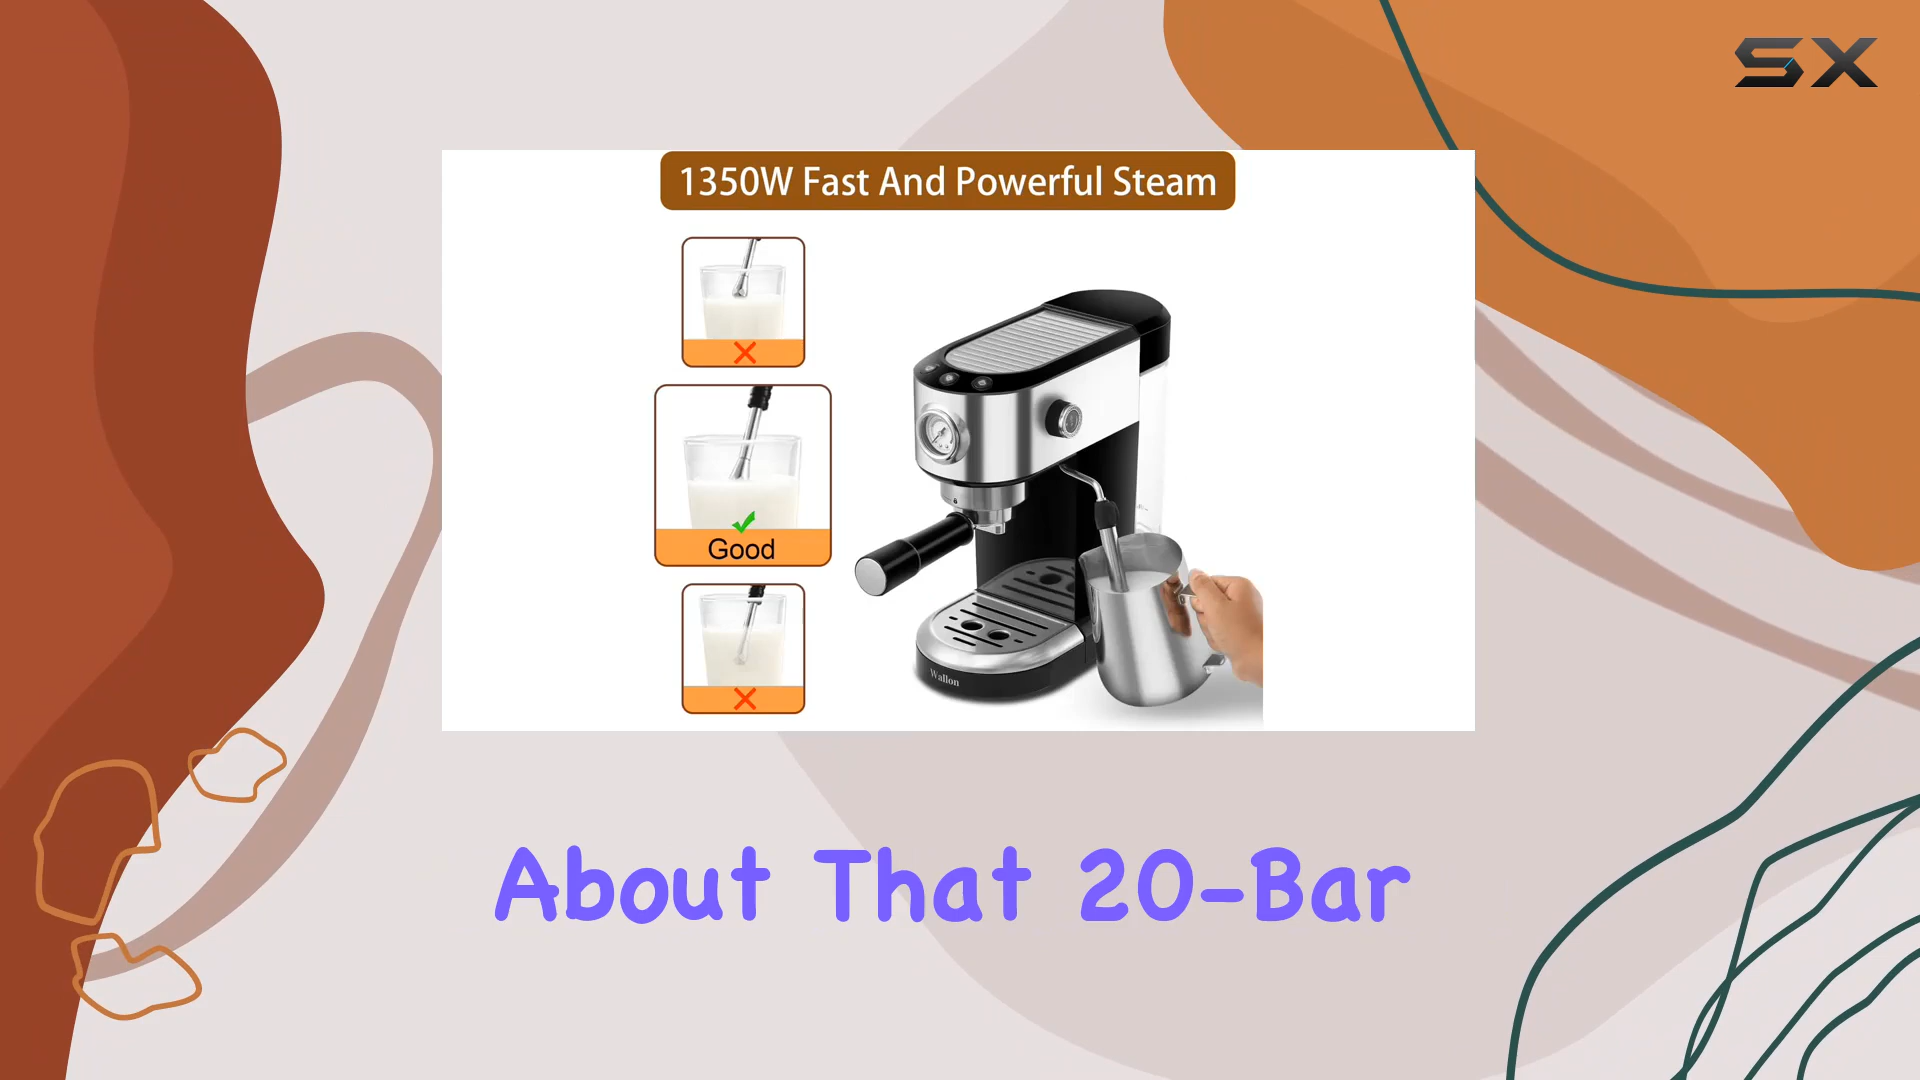 SX
1350W Fast And Powerful Steam
Good
Wallon
About That 20-Bar